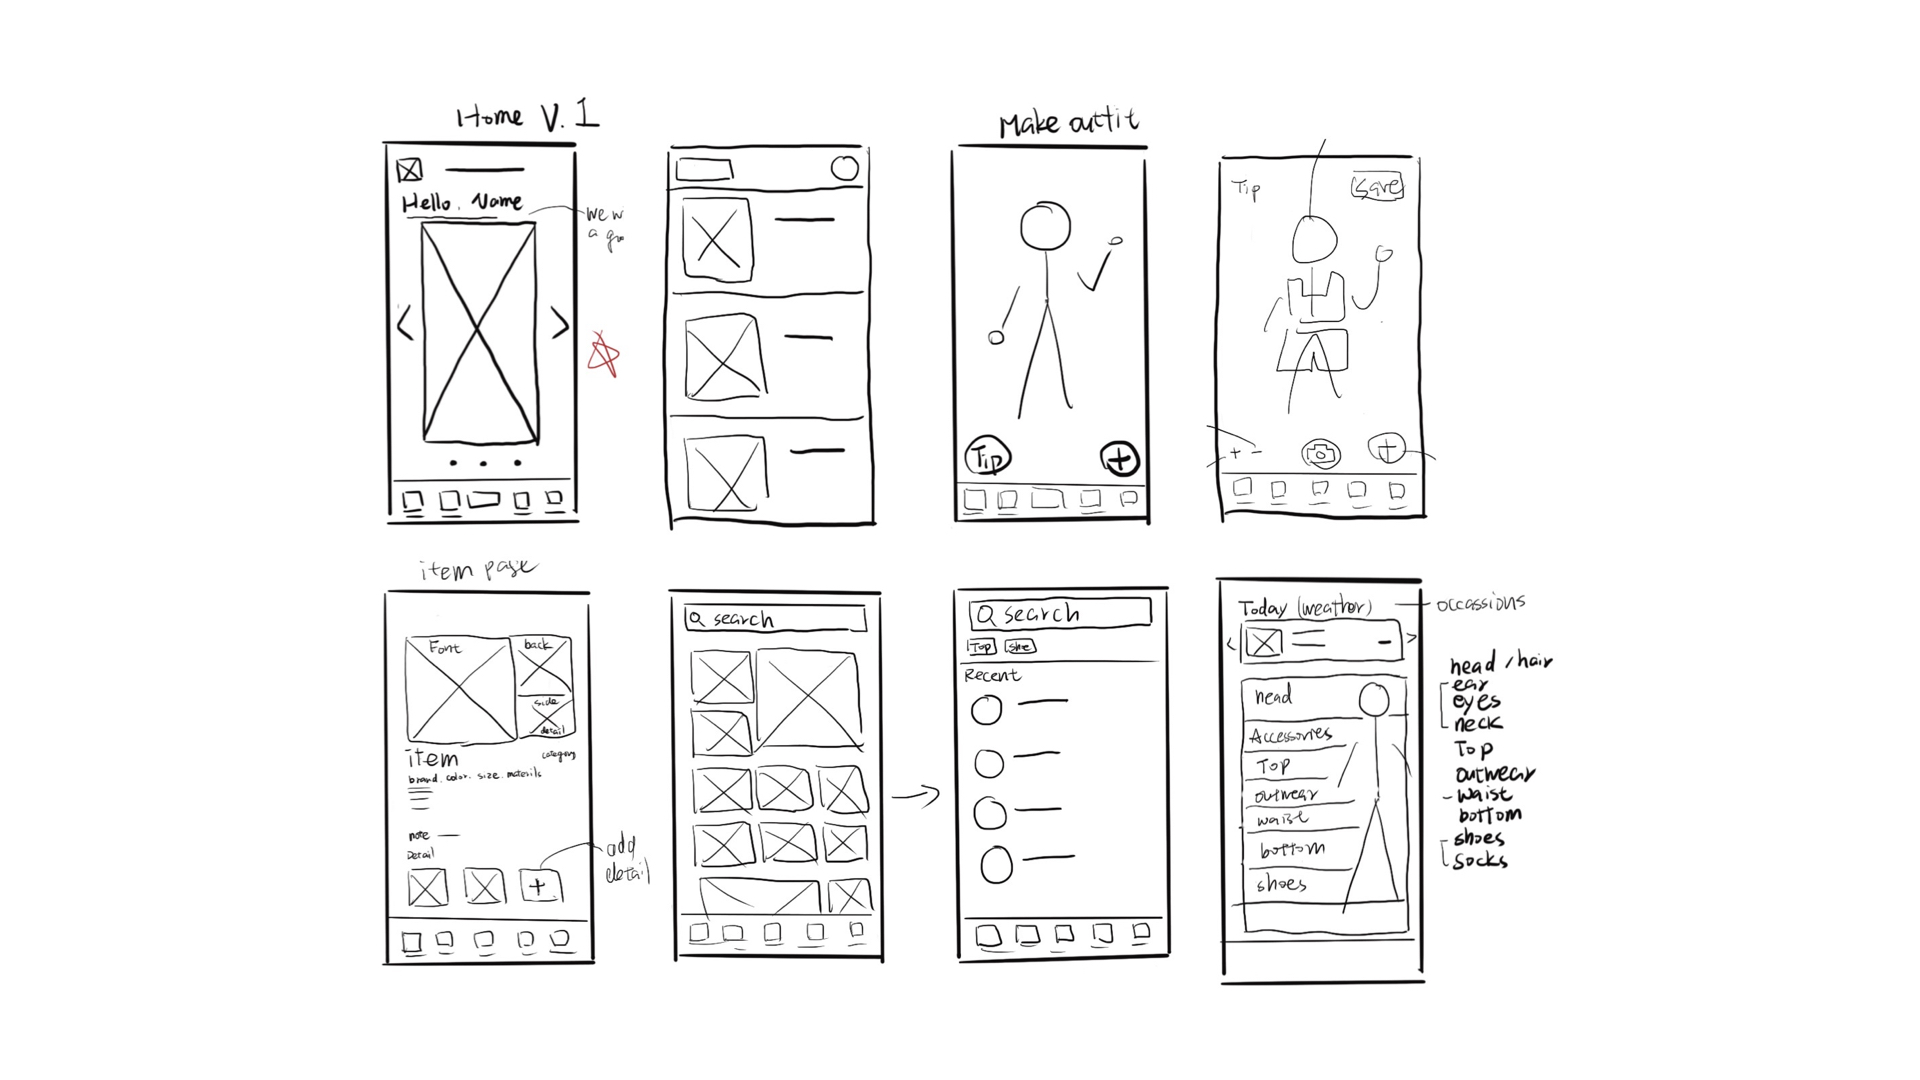 Home V. 1
Hello, Name
we w
a g
Make outfit
Tip
+
Tip
Save
+ -
+
item page
Font
back
side
detail
item
category
brand. color. size. materils
note
Detail
+
add
detail
search
search
Top
Shoe
Recent
Today (weather)
occassions
head
Accessories
Top
outwear
waist
bottom
shoes
head / hair
ear
eyes
neck
Top
outwear
- waist
bottom
shoes
socks